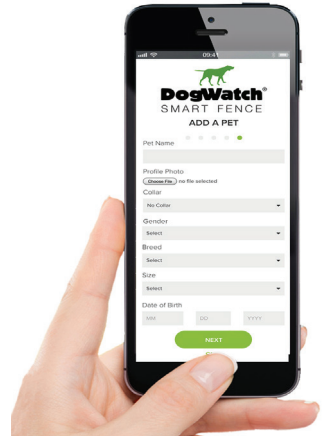 09:41
DogWatch®
SMART FENCE
ADD A PET
Pet Name
Profile Photo
Choose File no file selected
Collar
No Collar
Gender
Select
Breed
Select
Size
Select
Date of Birth
MM DD YYYY
NEXT